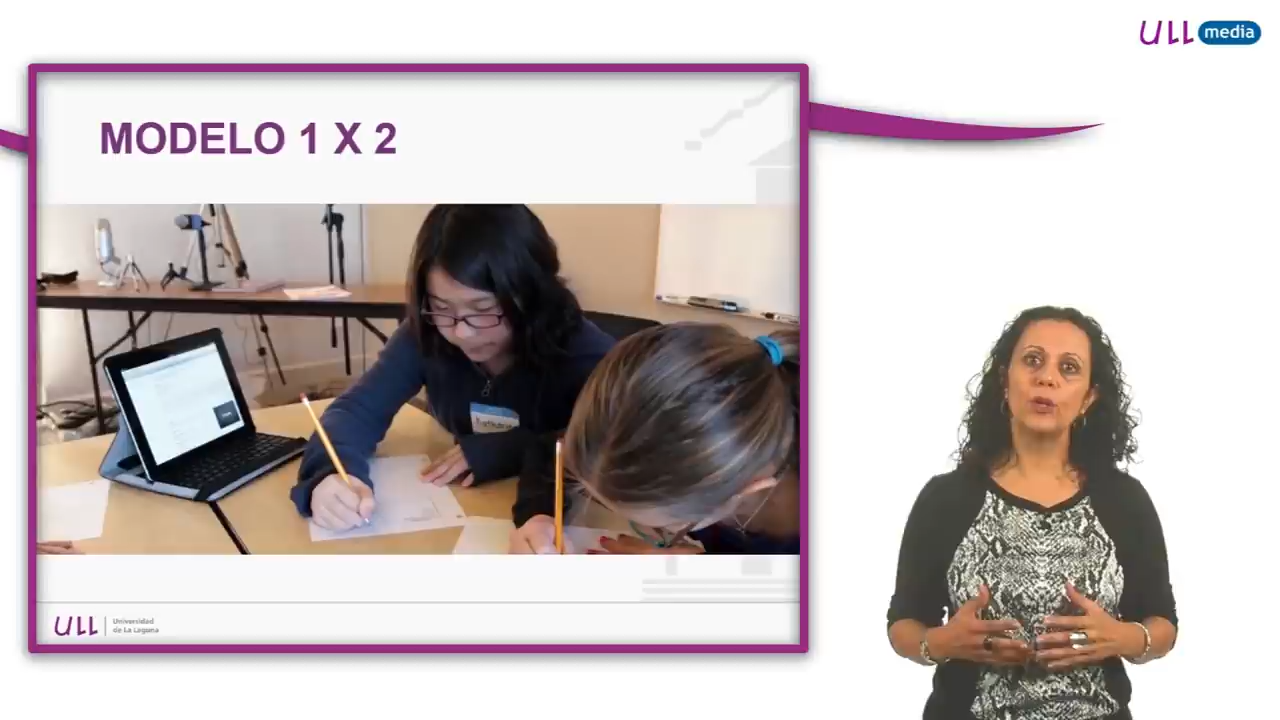 ULL media
MODELO 1 X 2
ULL
Universidad
de La Laguna